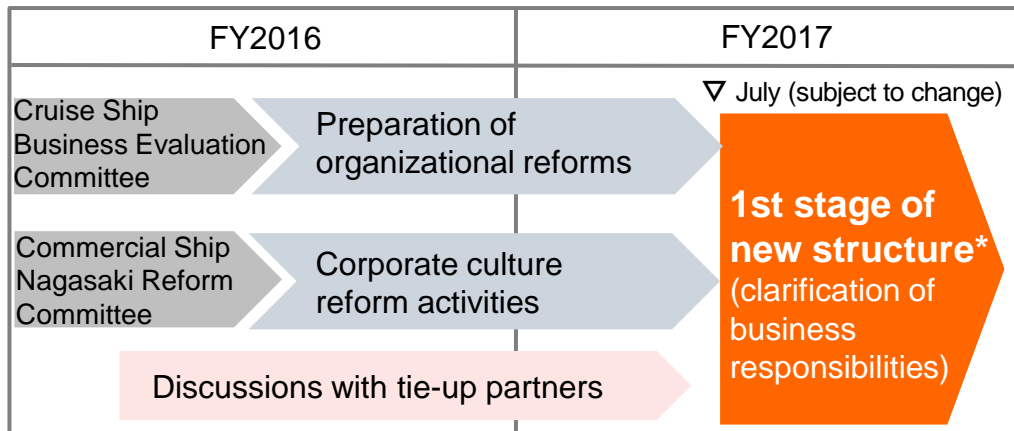 FY2016
FY2017
▽ July (subject to change)
Cruise Ship
Business Evaluation
Committee
Preparation of
organizational reforms
Commercial Ship
Nagasaki Reform
Committee
Corporate culture
reform activities
Discussions with tie-up partners
1st stage of
new structure*
(clarification of
business
responsibilities)